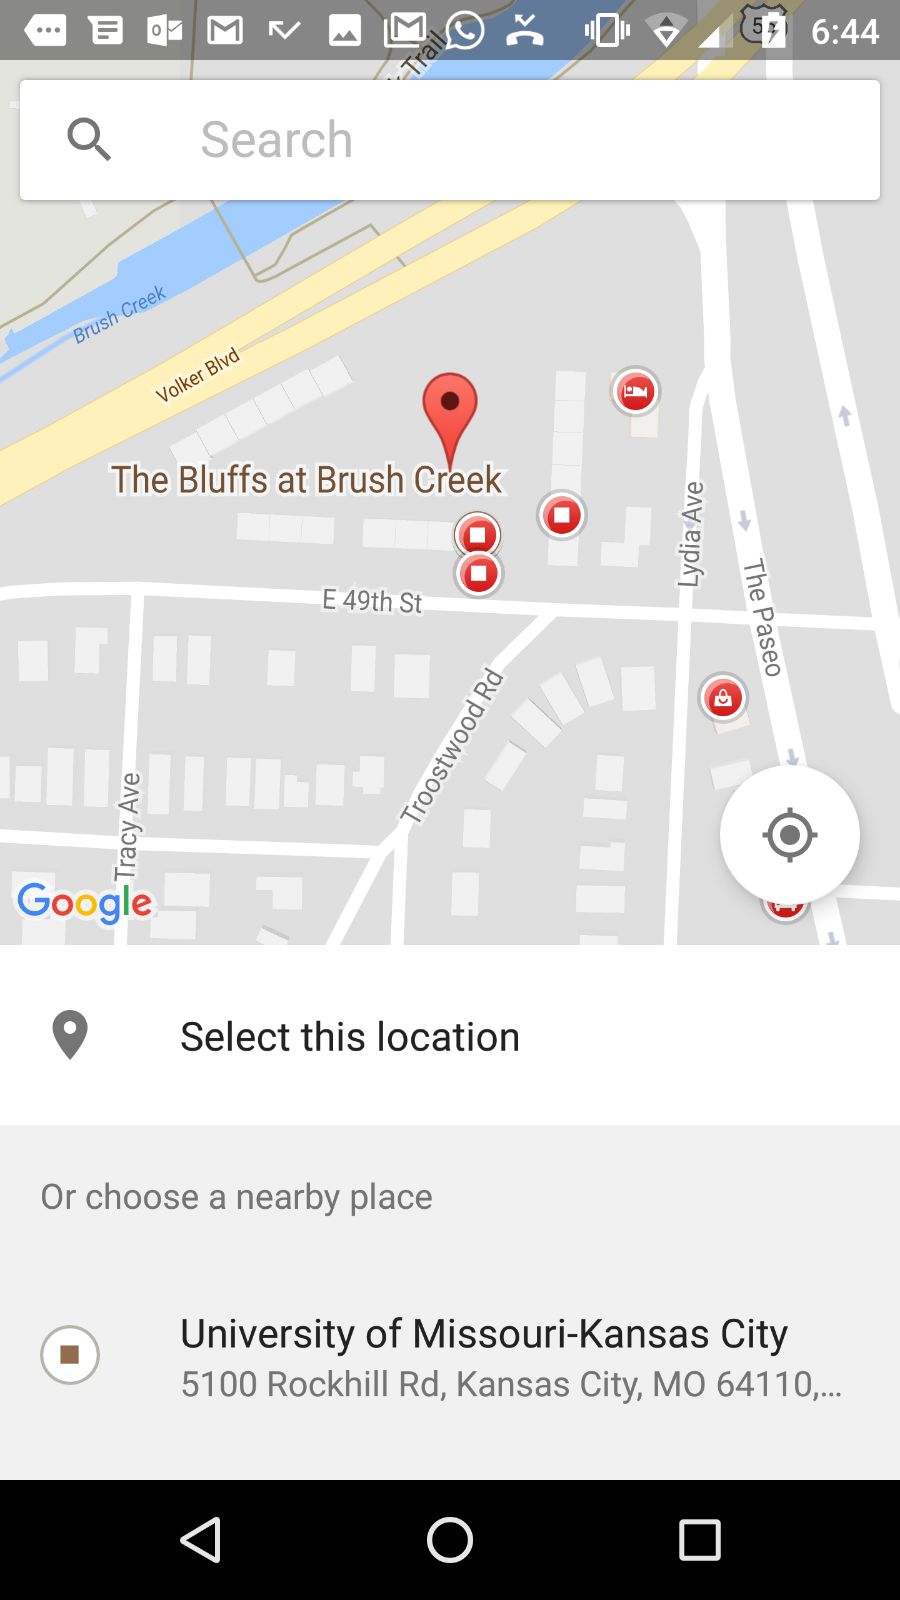 6:44
Trail
Search
Brush Creek
Volker Blvd
The Bluffs at Brush Creek
Lydia Ave
The Paseo
E 49th St
Troostwood Rd
Tracy Ave
Google
Select this location
Or choose a nearby place
University of Missouri-Kansas City
5100 Rockhill Rd, Kansas City, MO 64110,...